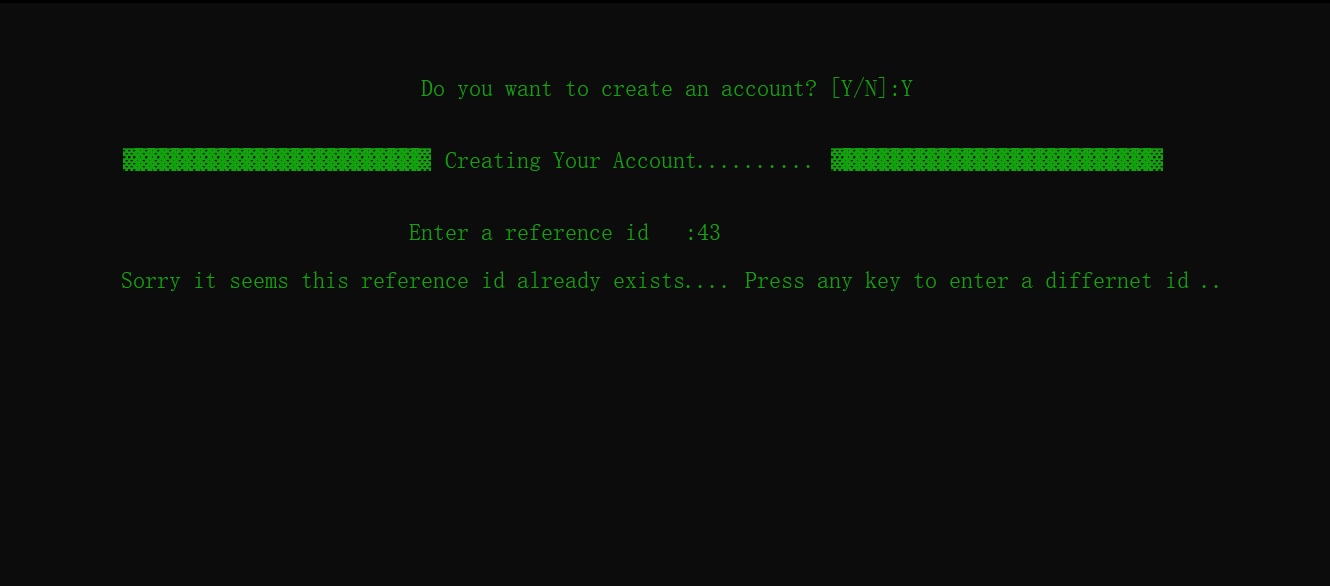 Do you want to create an account? [Y/N]:Y
▓▓▓▓▓▓▓▓▓▓▓▓▓▓▓▓▓▓▓▓▓▓▓▓▓▓ Creating Your Account.......... ▓▓▓▓▓▓▓▓▓▓▓▓▓▓▓▓▓▓▓▓▓▓▓▓▓▓▓▓
Enter a reference id   :43
Sorry it seems this reference id already exists.... Press any key to enter a differnet id ..